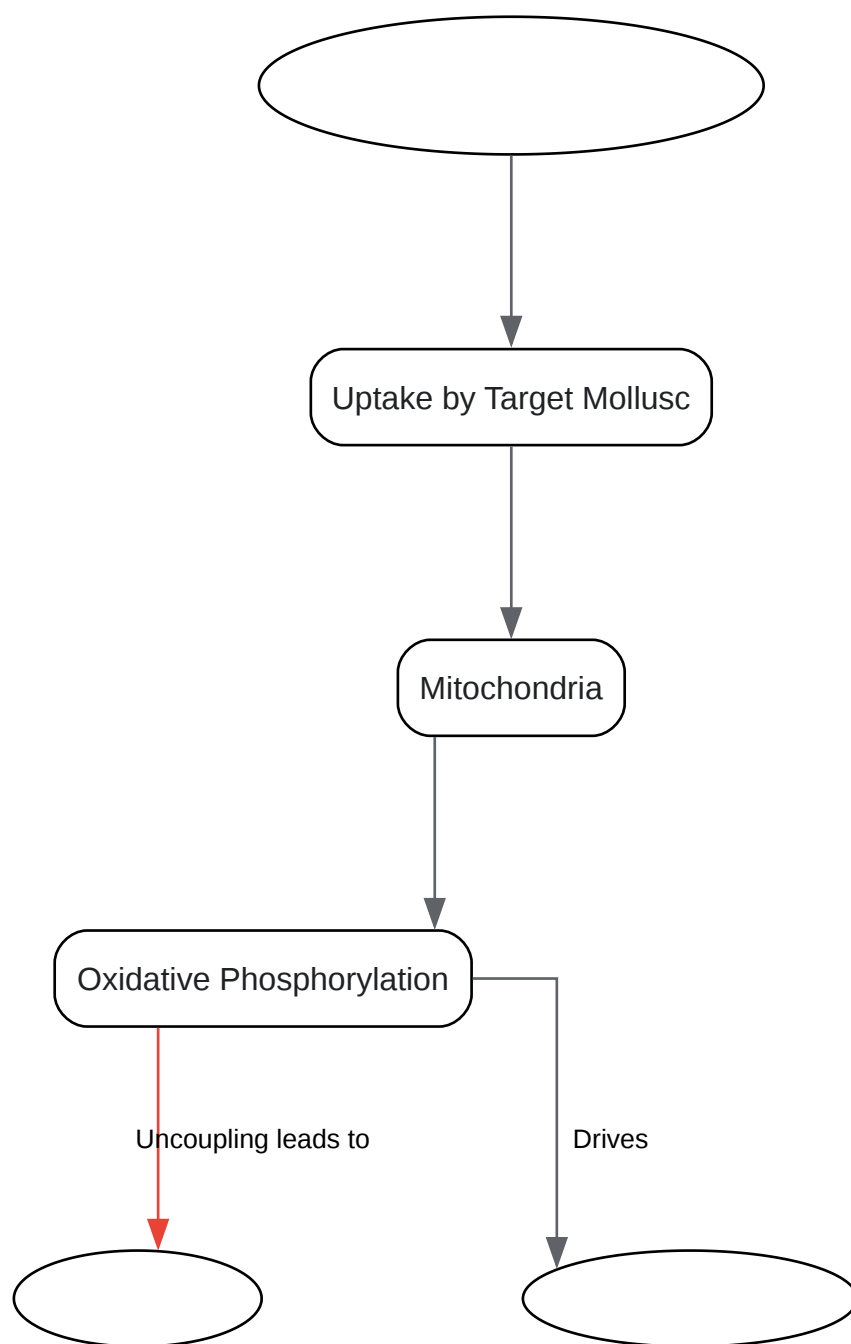 Uptake by Target Mollusc
Mitochondria
Oxidative Phosphorylation
Uncoupling leads to
Drives